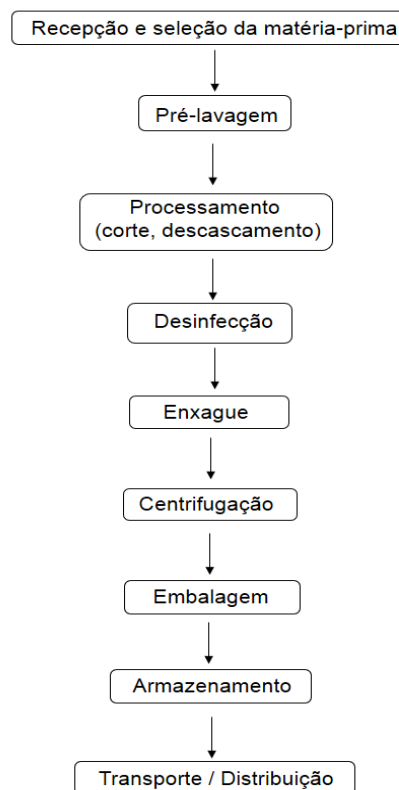 Recepção e seleção da matéria-prima
Pré-lavagem
Processamento
(corte, descascamento)
Desinfecção
Enxague
Centrifugação
Embalagem
Armazenamento
Transporte / Distribuição